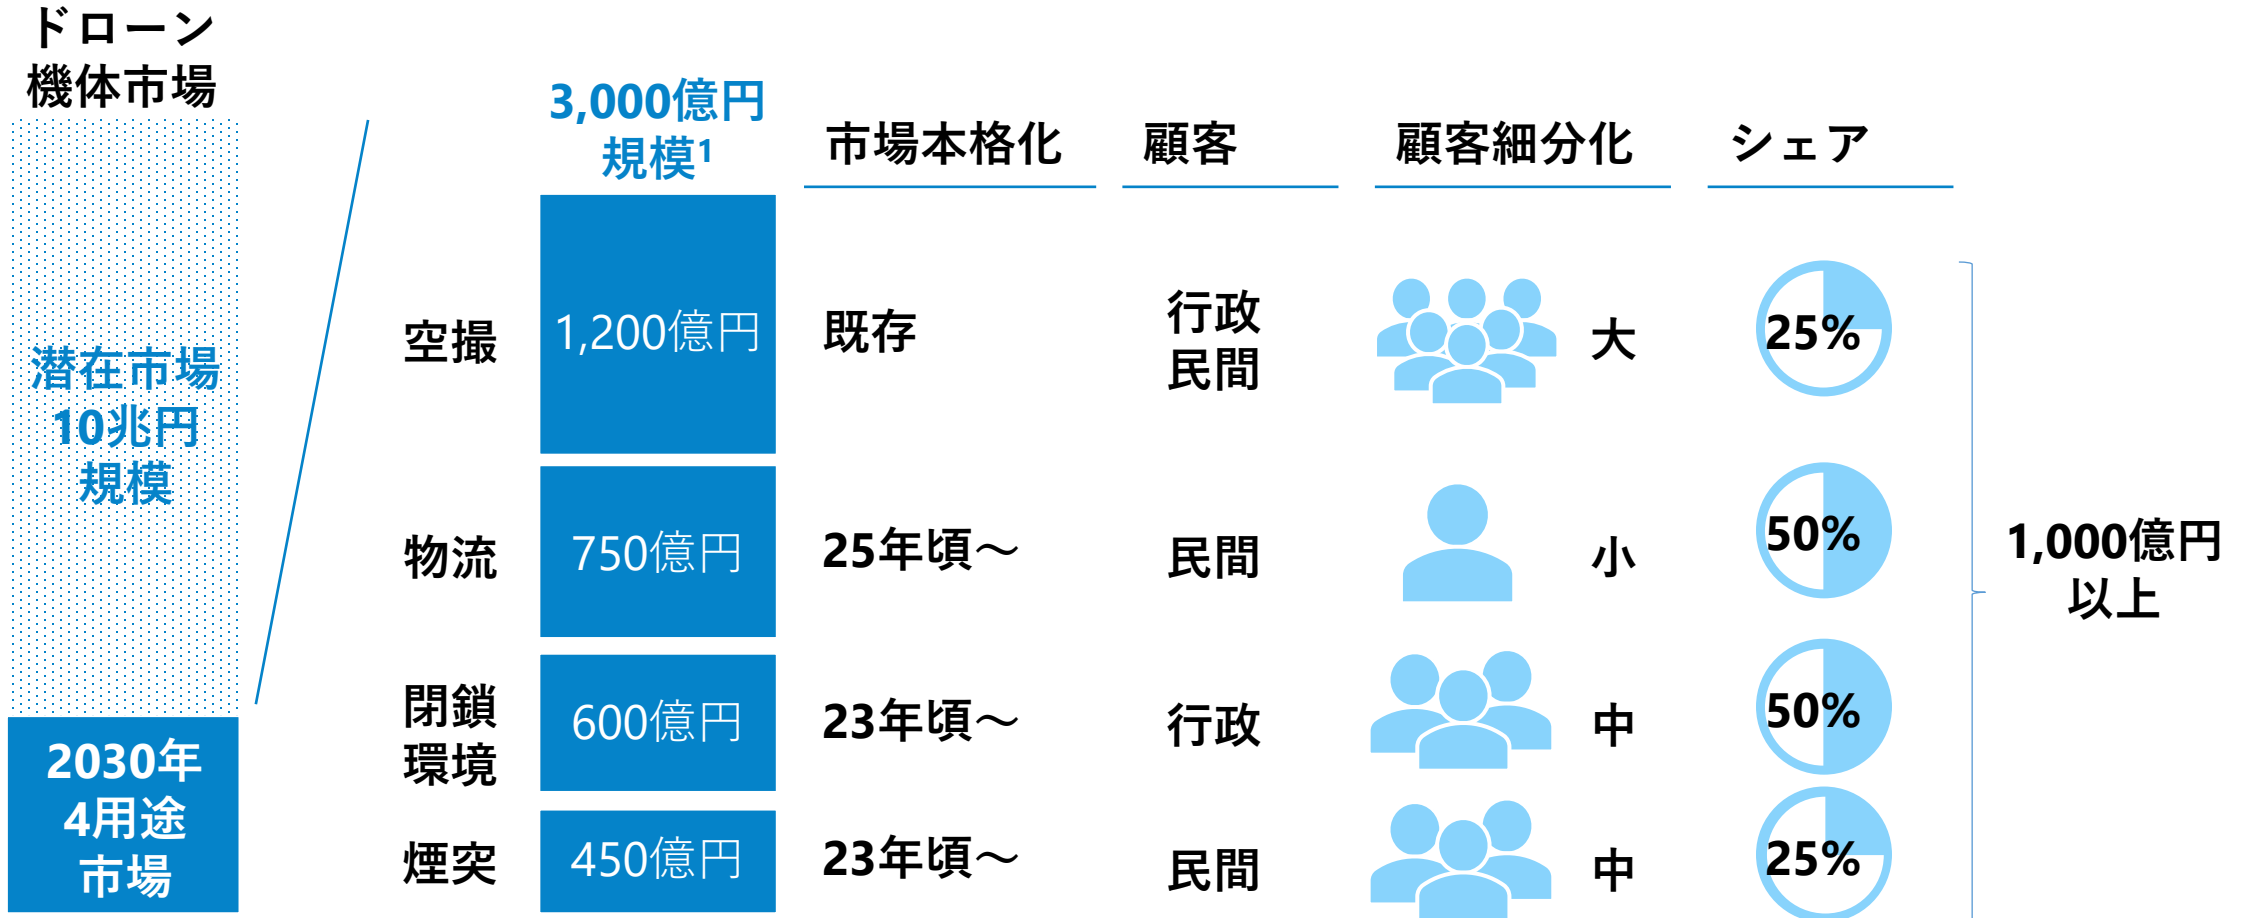 ドローン
機体市場
潜在市場
10兆円
規模
2030年
4用途
市場
3,000億円
規模1
市場本格化
顧客
顧客細分化
シェア
空撮
1,200億円
既存
行政
民間
大
25%
物流
750億円
25年頃～
民間
小
50%
閉鎖
環境
600億円
23年頃～
行政
中
50%
煙突
450億円
23年頃～
民間
中
25%
1,000億円
以上